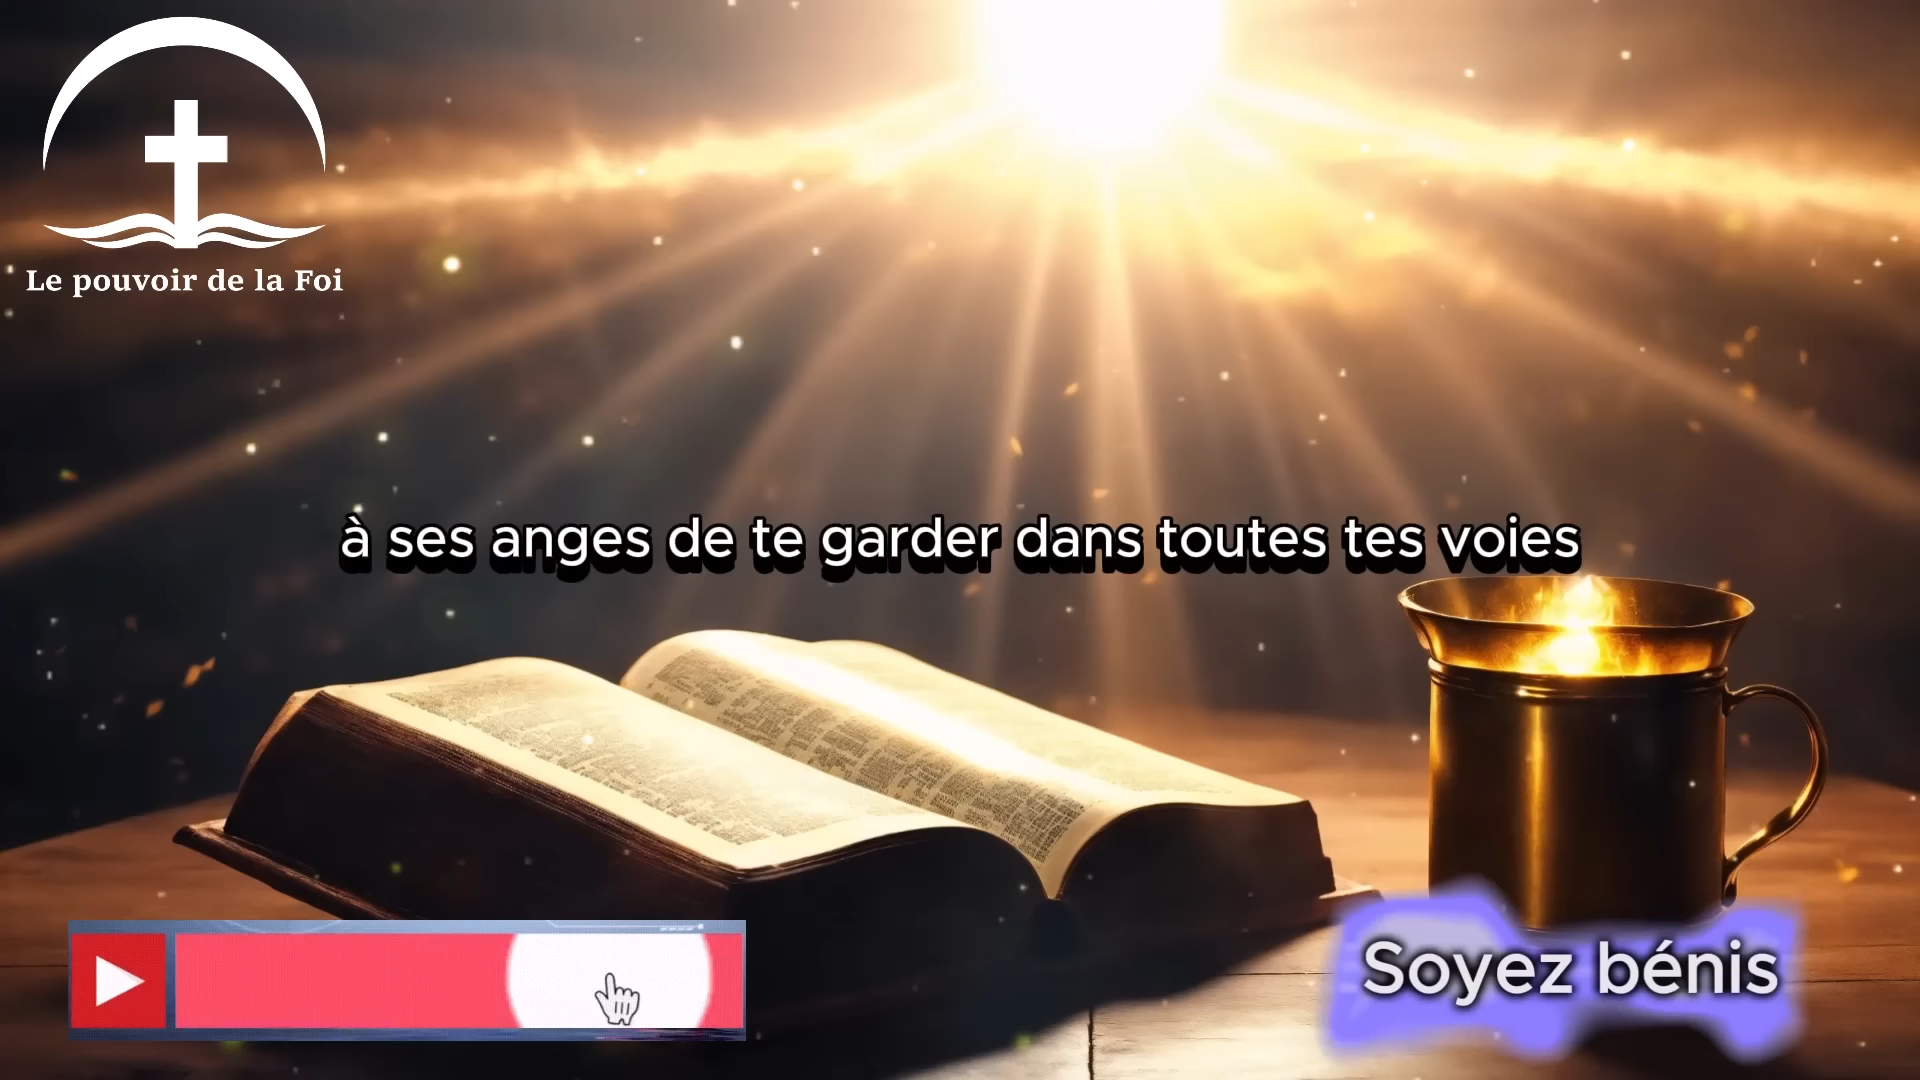 Le pouvoir de la Foi
à ses anges de te garder dans toutes tes voies
Soyez bénis